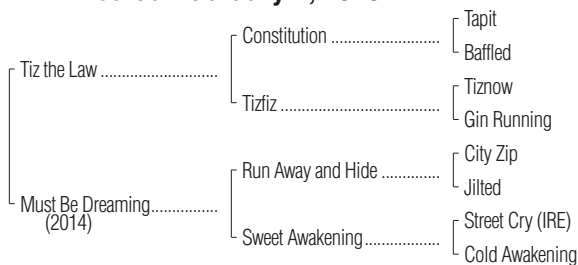 Tapit
Constitution
Baffled
Tiz the Law
Tiznow
Tizfiz
Gin Running
City Zip
Run Away and Hide
Jilted
Must Be Dreaming
(2014)
Street Cry (IRE)
Sweet Awakening
Cold Awakening